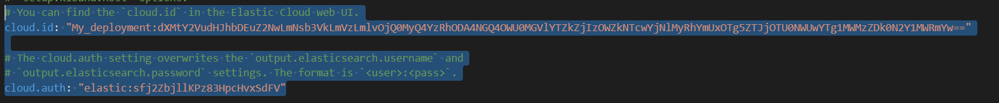 # You can find the `cloud.id` in the Elastic Cloud web UI.
cloud.id: "My_deployment:dXMtY2VudHJhbDEuZ2NwLmNsb3VkLmVzLmlvOjQ0MyQ4YzRhODA4NGQ4OWU0MGVlYTZkZjIzOWZkNTcwYjNlMyRhYmUxOTg5ZTJjOTU0NWUwYTg1MWMzZDk0N2Y1MWRmYw=="
# The cloud.auth setting overwrites the `output.elasticsearch.username` and
# `output.elasticsearch.password` settings. The format is `<user>:<pass>`.
cloud.auth: "elastic:sfj2ZbjllKPz83HpcHvxSdFV"